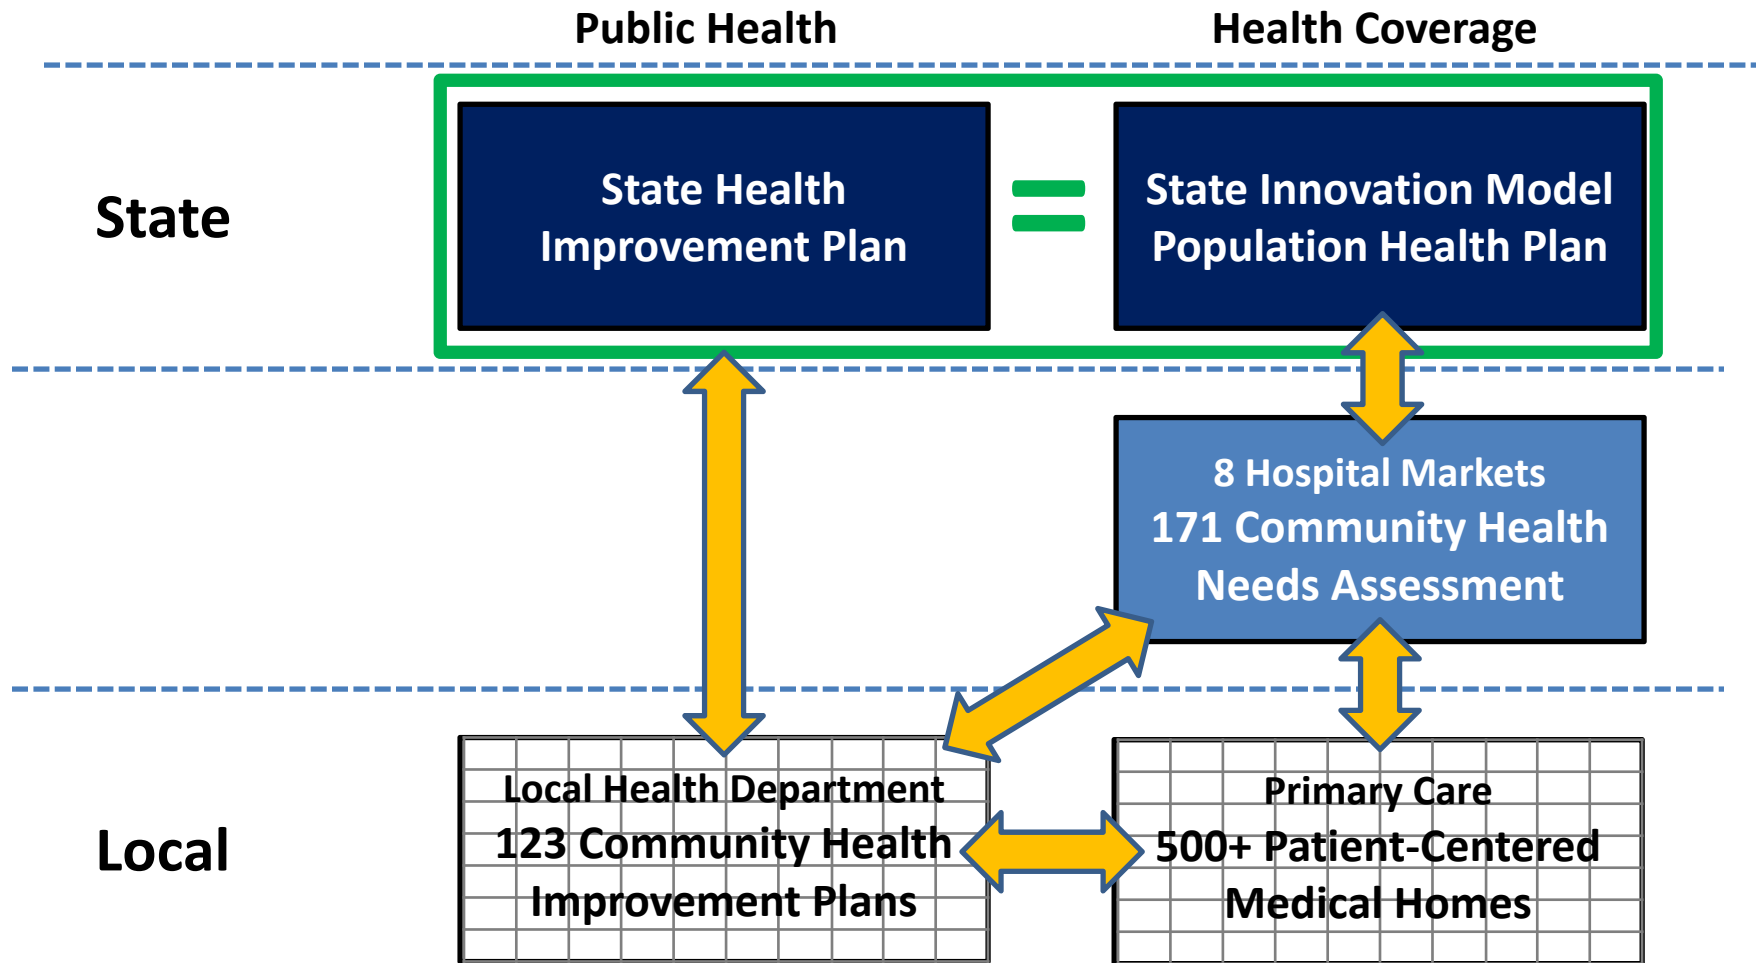 Public Health
Health Coverage
State
State Health
Improvement Plan
=
State Innovation Model
Population Health Plan
8 Hospital Markets
171 Community Health
Needs Assessment
Local
Local Health Department
123 Community Health
Improvement Plans
Primary Care
500+ Patient-Centered
Medical Homes